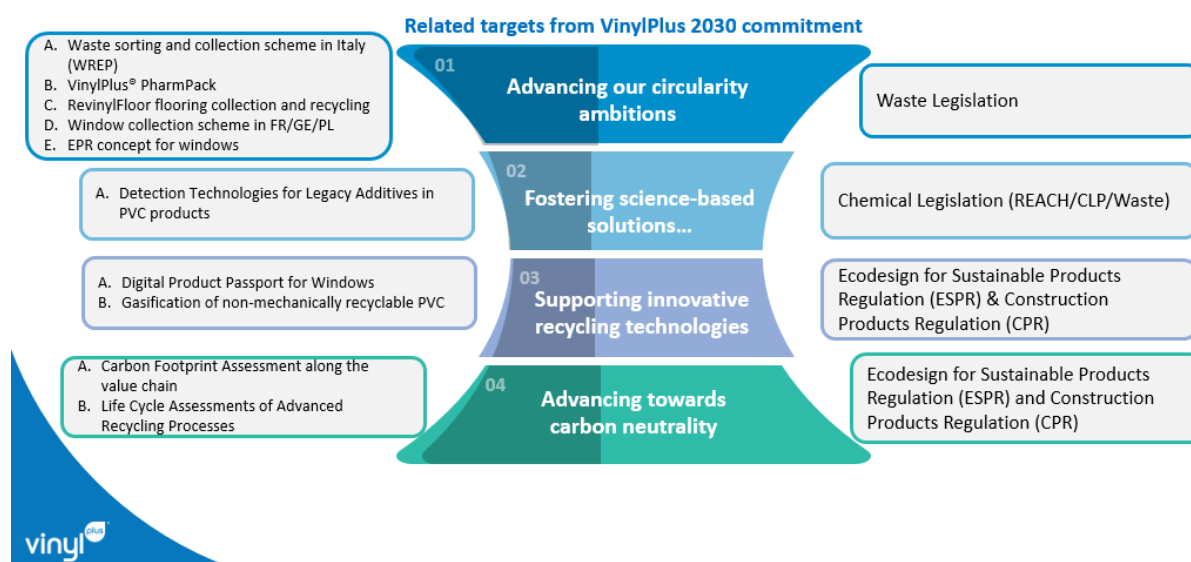 Related targets from VinylPlus 2030 commitment
A. Waste sorting and collection scheme in Italy
(WREP)
B. VinylPlus® PharmPack
C. RevinylFloor flooring collection and recycling
D. Window collection scheme in FR/GE/PL
E. EPR concept for windows
01
Advancing our circularity
ambitions
Waste Legislation
A. Detection Technologies for Legacy Additives in
PVC products
02
Fostering science-based
solutions…
Chemical Legislation (REACH/CLP/Waste)
A. Digital Product Passport for Windows
B. Gasification of non-mechanically recyclable PVC
03
Supporting innovative
recycling technologies
Ecodesign for Sustainable Products
Regulation (ESPR) & Construction
Products Regulation (CPR)
A. Carbon Footprint Assessment along the
value chain
B. Life Cycle Assessments of Advanced
Recycling Processes
04
Advancing towards
carbon neutrality
Ecodesign for Sustainable Products
Regulation (ESPR) and Construction
Products Regulation (CPR)
vinyl plus